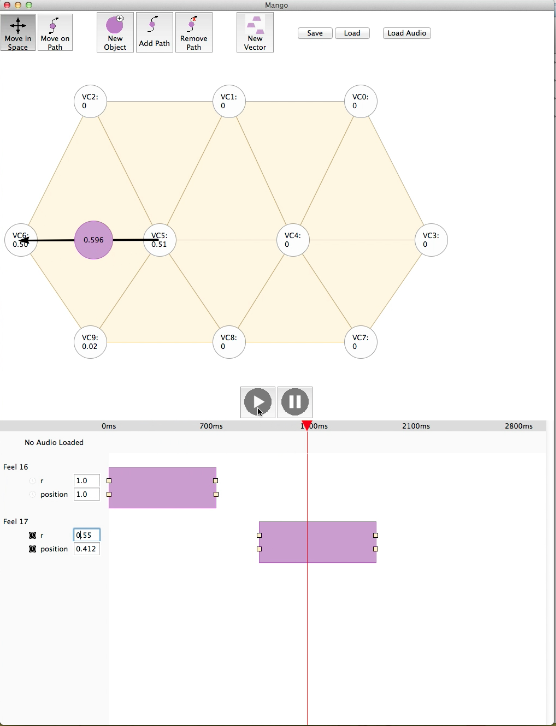 Mango
Move in
Space
Move on
Path
New
Object
Add Path
Remove
Path
New
Vector
Save
Load
Load Audio
VC2:
0
VC1:
0
VC0:
0
VC6:
0.50
0.596
VC5:
0.51
VC4:
0
VC3:
0
VC9:
0.02
VC8:
0
VC7:
0
0ms
700ms
1400ms
2100ms
2800ms
No Audio Loaded
Feel 16
r 1.0
position 1.0
Feel 17
r 0.55
position 0.412